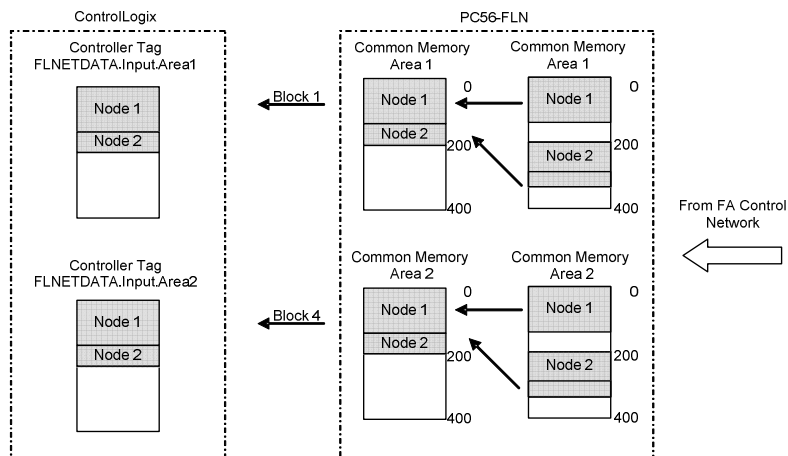 ControlLogix
PC56-FLN
Controller Tag
FLNETDATA.Input.Area1
Node 1
Node 2
Block 1
Common Memory
Area 1
0
Node 1
Node 2
200
400
Common Memory
Area 1
0
Node 1
Node 2
200
400
From FA Control
Network
Controller Tag
FLNETDATA.Input.Area2
Node 1
Node 2
Block 4
Common Memory
Area 2
0
Node 1
Node 2
200
400
Common Memory
Area 2
0
Node 1
200
Node 2
400